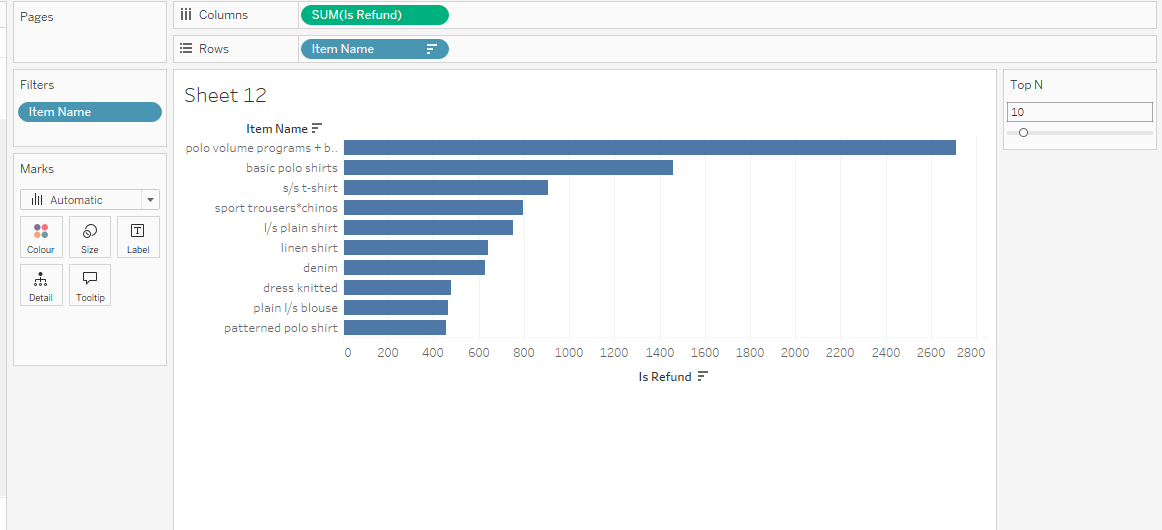 Pages
Columns
SUM(Is Refund)
Rows
Item Name
Filters
Item Name
Marks
Automatic
Colour
Size
Label
Detail
Tooltip
Sheet 12
Item Name
polo volume programs + b..
basic polo shirts
s/s t-shirt
sport trousers*chinos
l/s plain shirt
linen shirt
denim
dress knitted
plain l/s blouse
patterned polo shirt
0 200 400 600 800 1000 1200 1400 1600 1800 2000 2200 2400 2600 2800
Is Refund
Top N
10